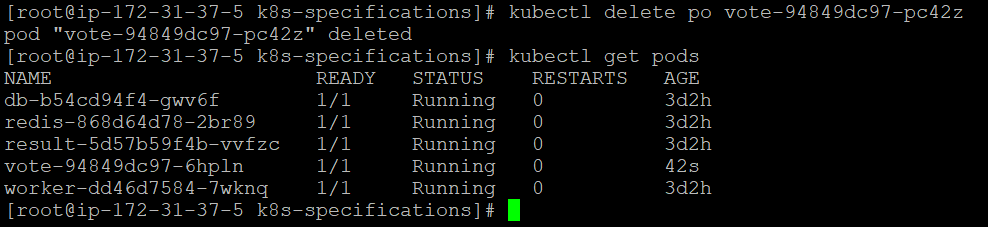 [root@ip-172-31-37-5 k8s-specifications]# kubectl delete po vote-94849dc97-pc42z
pod "vote-94849dc97-pc42z" deleted
[root@ip-172-31-37-5 k8s-specifications]# kubectl get pods
NAME                      READY   STATUS    RESTARTS   AGE
db-b54cd94f4-gwv6f        1/1     Running   0          3d2h
redis-868d64d78-2br89     1/1     Running   0          3d2h
result-5d57b59f4b-vvfzc   1/1     Running   0          3d2h
vote-94849dc97-6hpln      1/1     Running   0          42s
worker-dd46d7584-7wknq    1/1     Running   0          3d2h
[root@ip-172-31-37-5 k8s-specifications]#